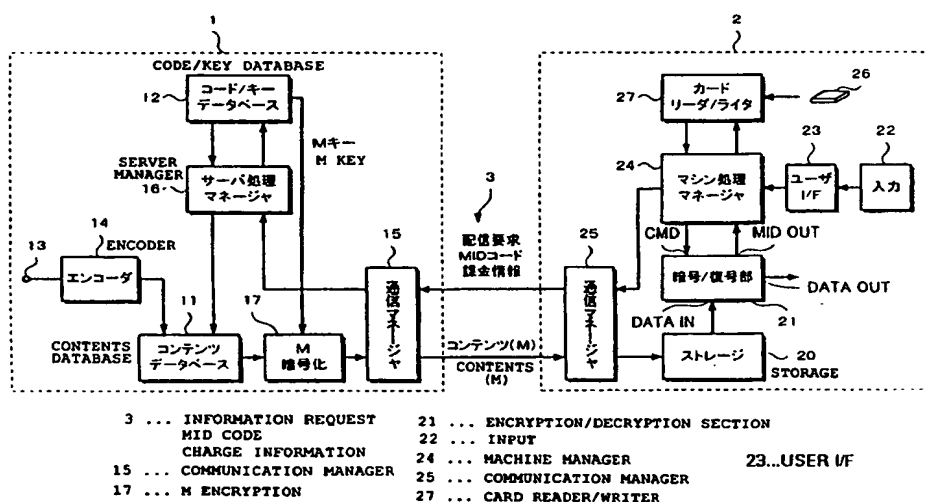 1
2
CODE/KEY DATABASE
12
コード/キー
データベース
Mキー
M KEY
SERVER
MANAGER
16
サーバ処理
マネージャ
13
14
ENCODER
エンコーダ
11
CONTENTS
DATABASE
コンテンツ
データベース
17
M
暗号化
15
通信マネージャ
3
配信要求
MIDコード
課金情報
コンテンツ(M)
CONTENTS
(M)
25
通信マネージャ
27
カード
リーダ/ライタ
26
24
マシン処理
マネージャ
23
ユーザ
I/F
22
入力
CMD
MID OUT
暗号/復号部
DATA OUT
DATA IN
21
ストレージ
20
STORAGE
3 ... INFORMATION REQUEST
MID CODE
CHARGE INFORMATION
15 ... COMMUNICATION MANAGER
17 ... M ENCRYPTION
21 ... ENCRYPTION/DECRYPTION SECTION
22 ... INPUT
24 ... MACHINE MANAGER
25 ... COMMUNICATION MANAGER
27 ... CARD READER/WRITER
23...USER I/F